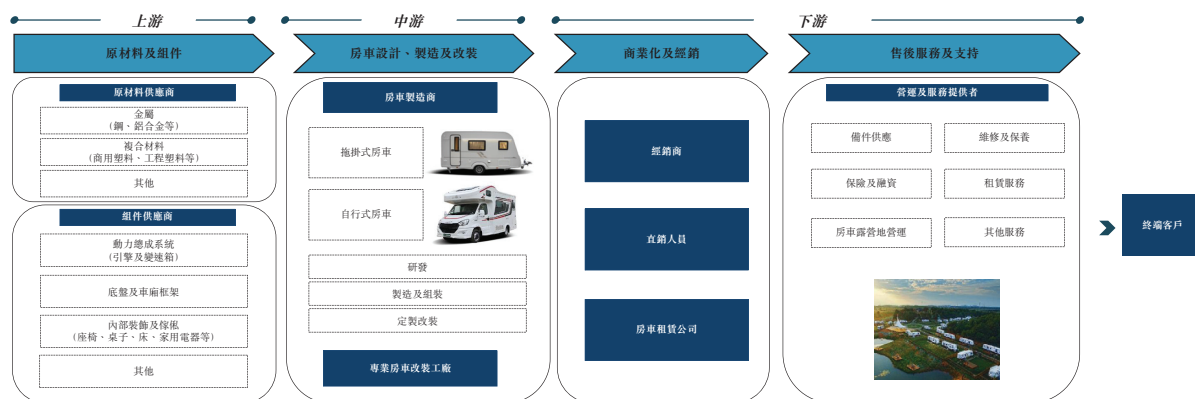 上游
中游
下游
原材料及組件
房車設計、製造及改裝
商業化及經銷
售後服務及支持
原材料供應商
金屬
(鋼、鋁合金等)
複合材料
(商用塑料、工程塑料等)
其他
組件供應商
動力總成系統
(引擎及變速箱)
底盤及車廂框架
內部裝飾及傢俬
(座椅、桌子、床、家用電器等)
其他
房車製造商
拖掛式房車
自行式房車
研發
製造及組裝
定製改裝
專業房車改裝工廠
經銷商
直銷人員
房車租賃公司
營運及服務提供者
備件供應
維修及保養
保險及融資
租賃服務
房車露營地營運
其他服務
終端客戶